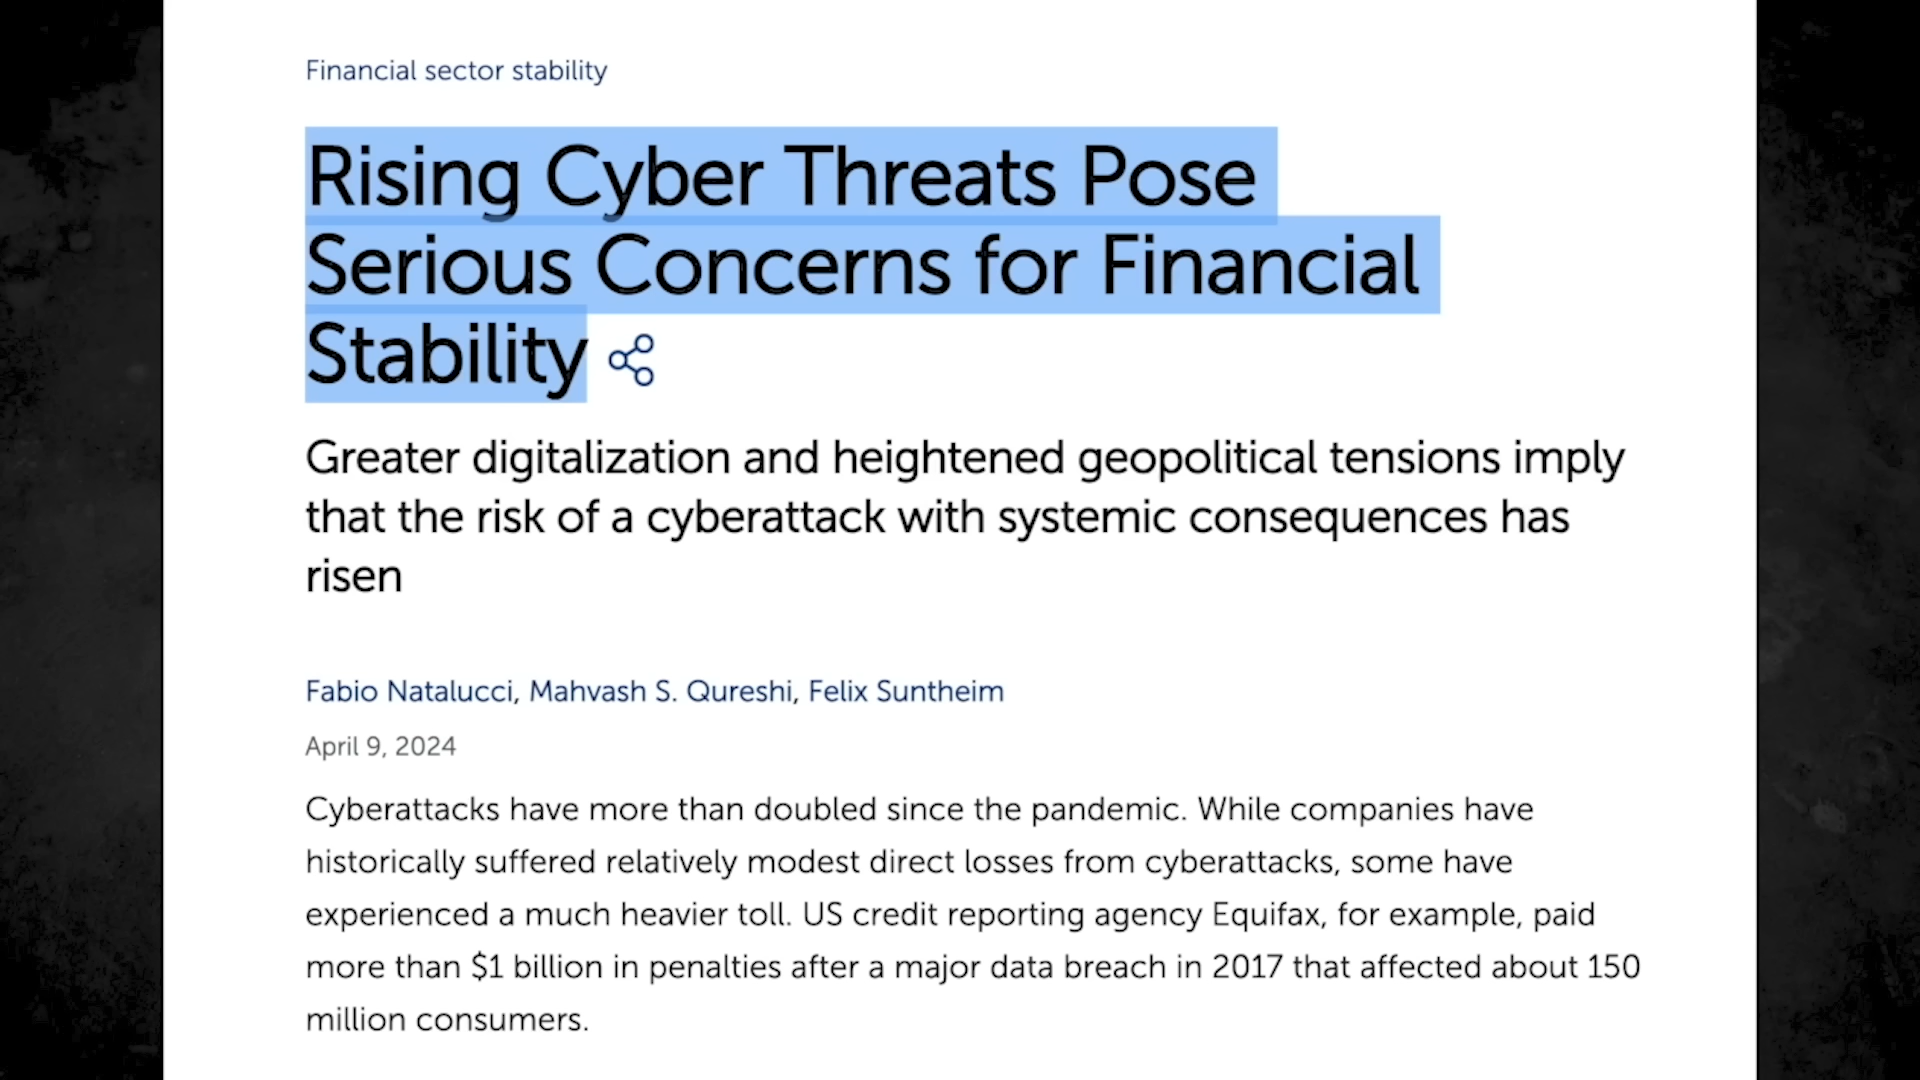 Financial sector stability
Rising Cyber Threats Pose
Serious Concerns for Financial
Stability
Greater digitalization and heightened geopolitical tensions imply
that the risk of a cyberattack with systemic consequences has
risen
Fabio Natalucci, Mahvash S. Qureshi, Felix Suntheim
April 9, 2024
Cyberattacks have more than doubled since the pandemic. While companies have
historically suffered relatively modest direct losses from cyberattacks, some have
experienced a much heavier toll. US credit reporting agency Equifax, for example, paid
more than $1 billion in penalties after a major data breach in 2017 that affected about 150
million consumers.